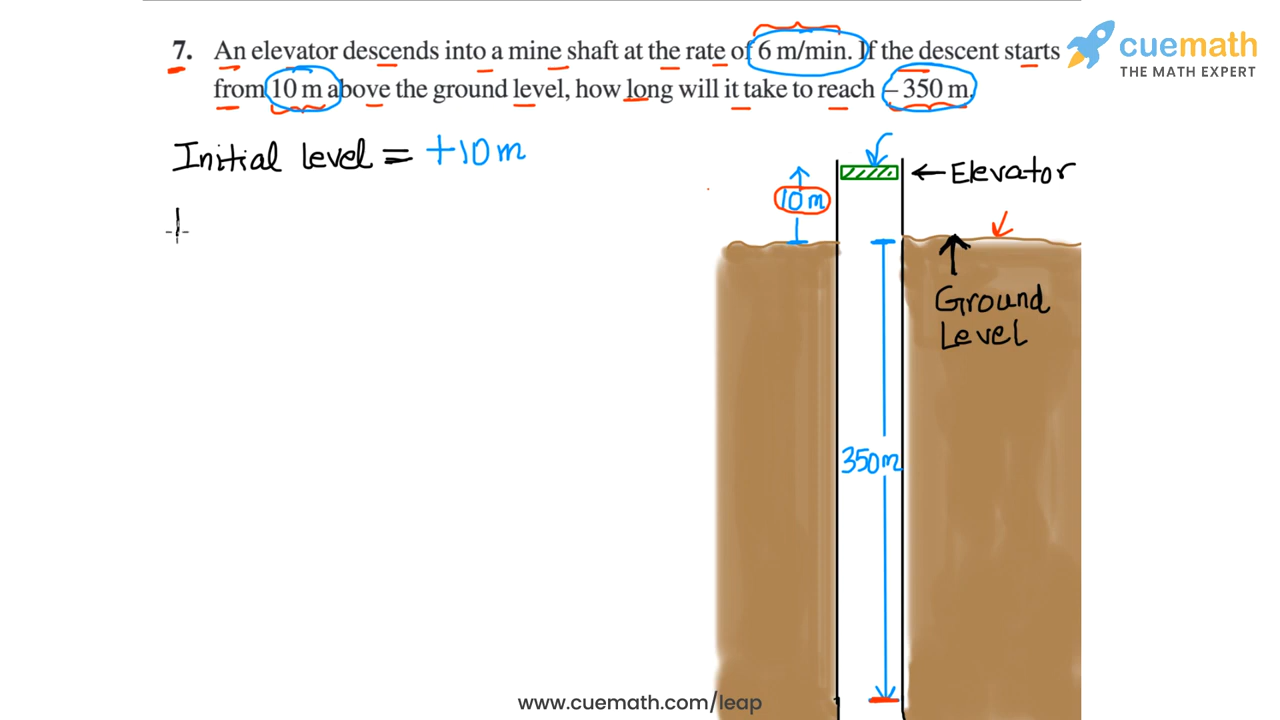 7. An elevator descends into a mine shaft at the rate of 6 m/min. If the descent starts
from 10 m above the ground level, how long will it take to reach – 350 m.
cuemath
THE MATH EXPERT
Initial level = +10m
10m
← Elevator
Ground
Level
350m
www.cuemath.com/leap